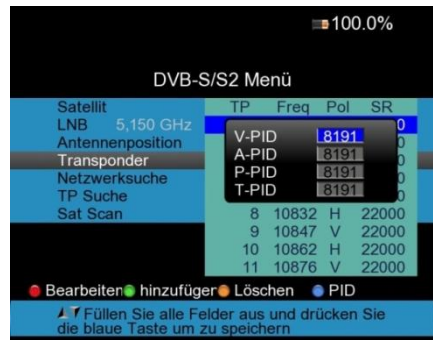 100.0%
DVB-S/S2 Menü
Satellit
LNB 5,150 GHz
Antennenposition
Transponder
Netzwerksuche
TP Suche
Sat Scan
TP Freq Pol SR
V-PID 8191
A-PID 8191
P-PID 8191
T-PID 8191
8 10832 H 22000
9 10847 V 22000
10 10862 H 22000
11 10876 V 22000
Bearbeiten hinzufüger Löschen PID
Füllen Sie alle Felder aus und drücken Sie
die blaue Taste um zu speichern